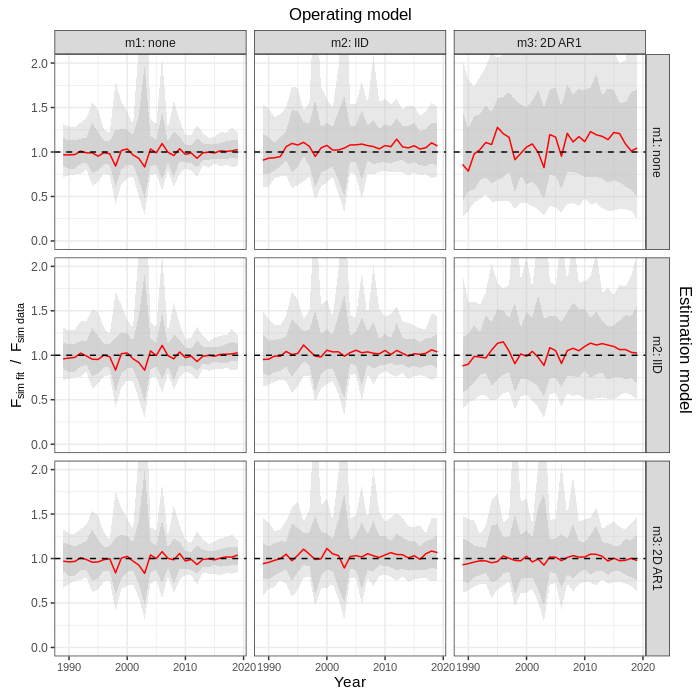 Operating model
m1: none m2: IID m3: 2D AR1
2.0
1.5
1.0
0.5
0.0
m1: none
2.0
1.5
1.0
0.5
0.0
m2: IID
F sim fit / F sim data
Estimation model
2.0
1.5
1.0
0.5
0.0
m3: 2D AR1
1990 2000 2010 2020 1990 2000 2010 2020 1990 2000 2010 2020
Year